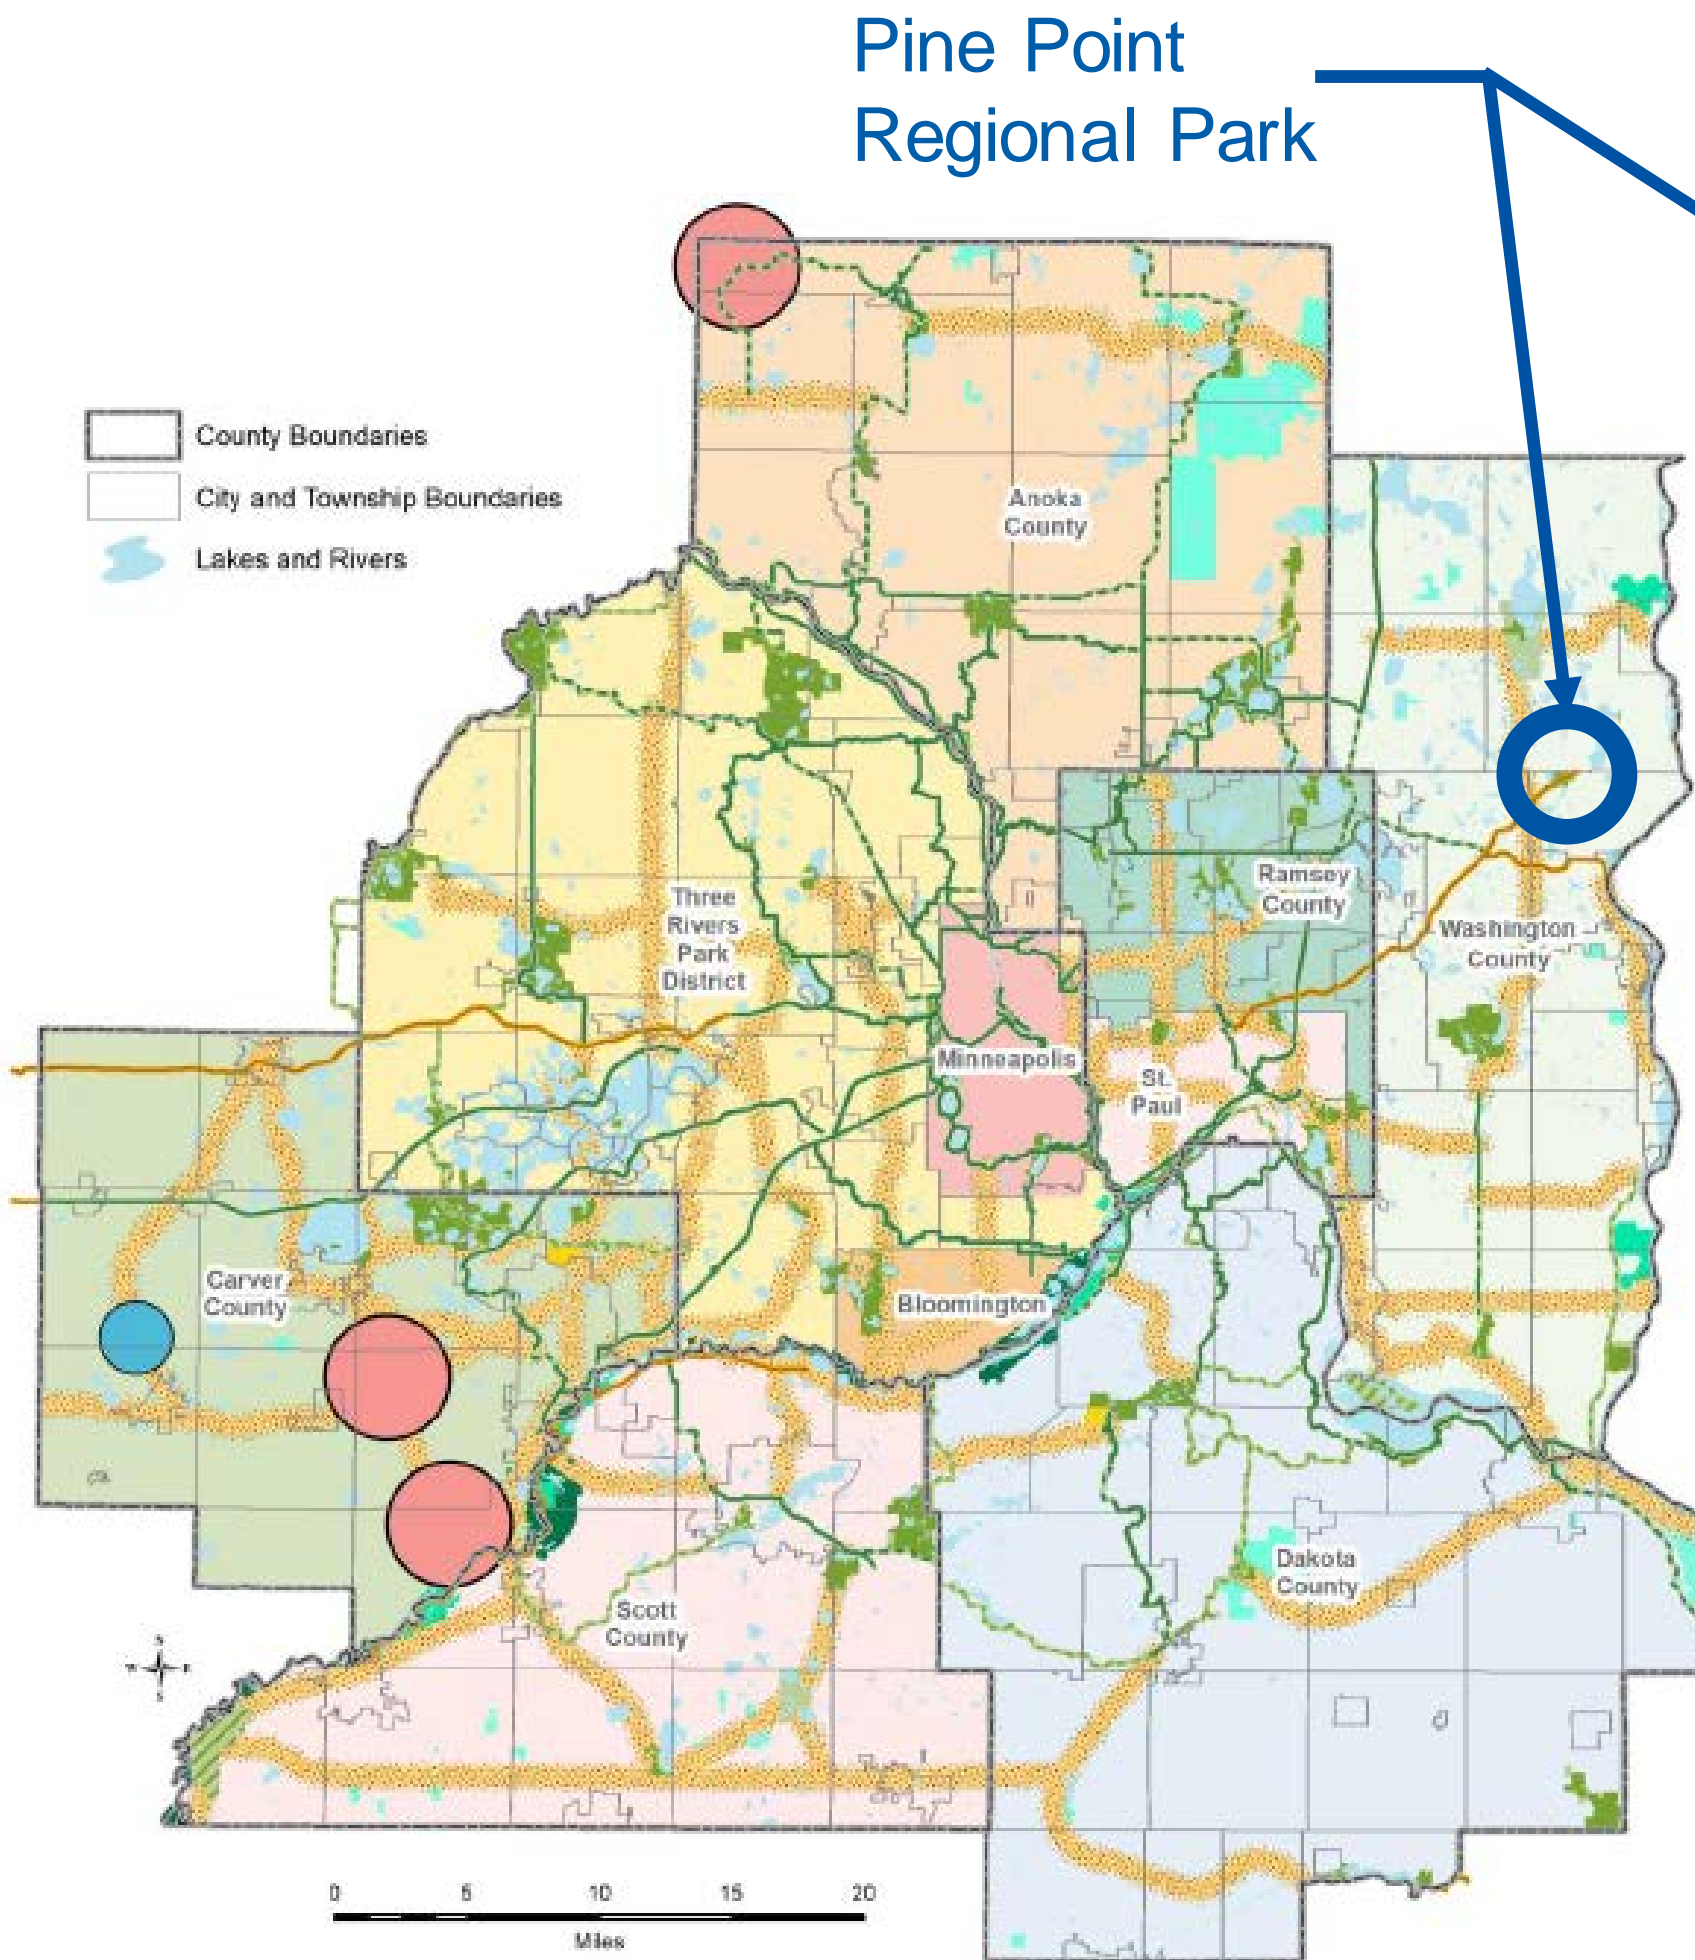 Pine Point
Regional Park
County Boundaries
City and Township Boundaries
Lakes and Rivers
Anoka
County
Three
Rivers
Park
District
Ramsey
County
Washington
County
Minneapolis
St.
Paul
Carver
County
Bloomington
Scott
County
Dakota
County
0 5 10 15 20
Miles